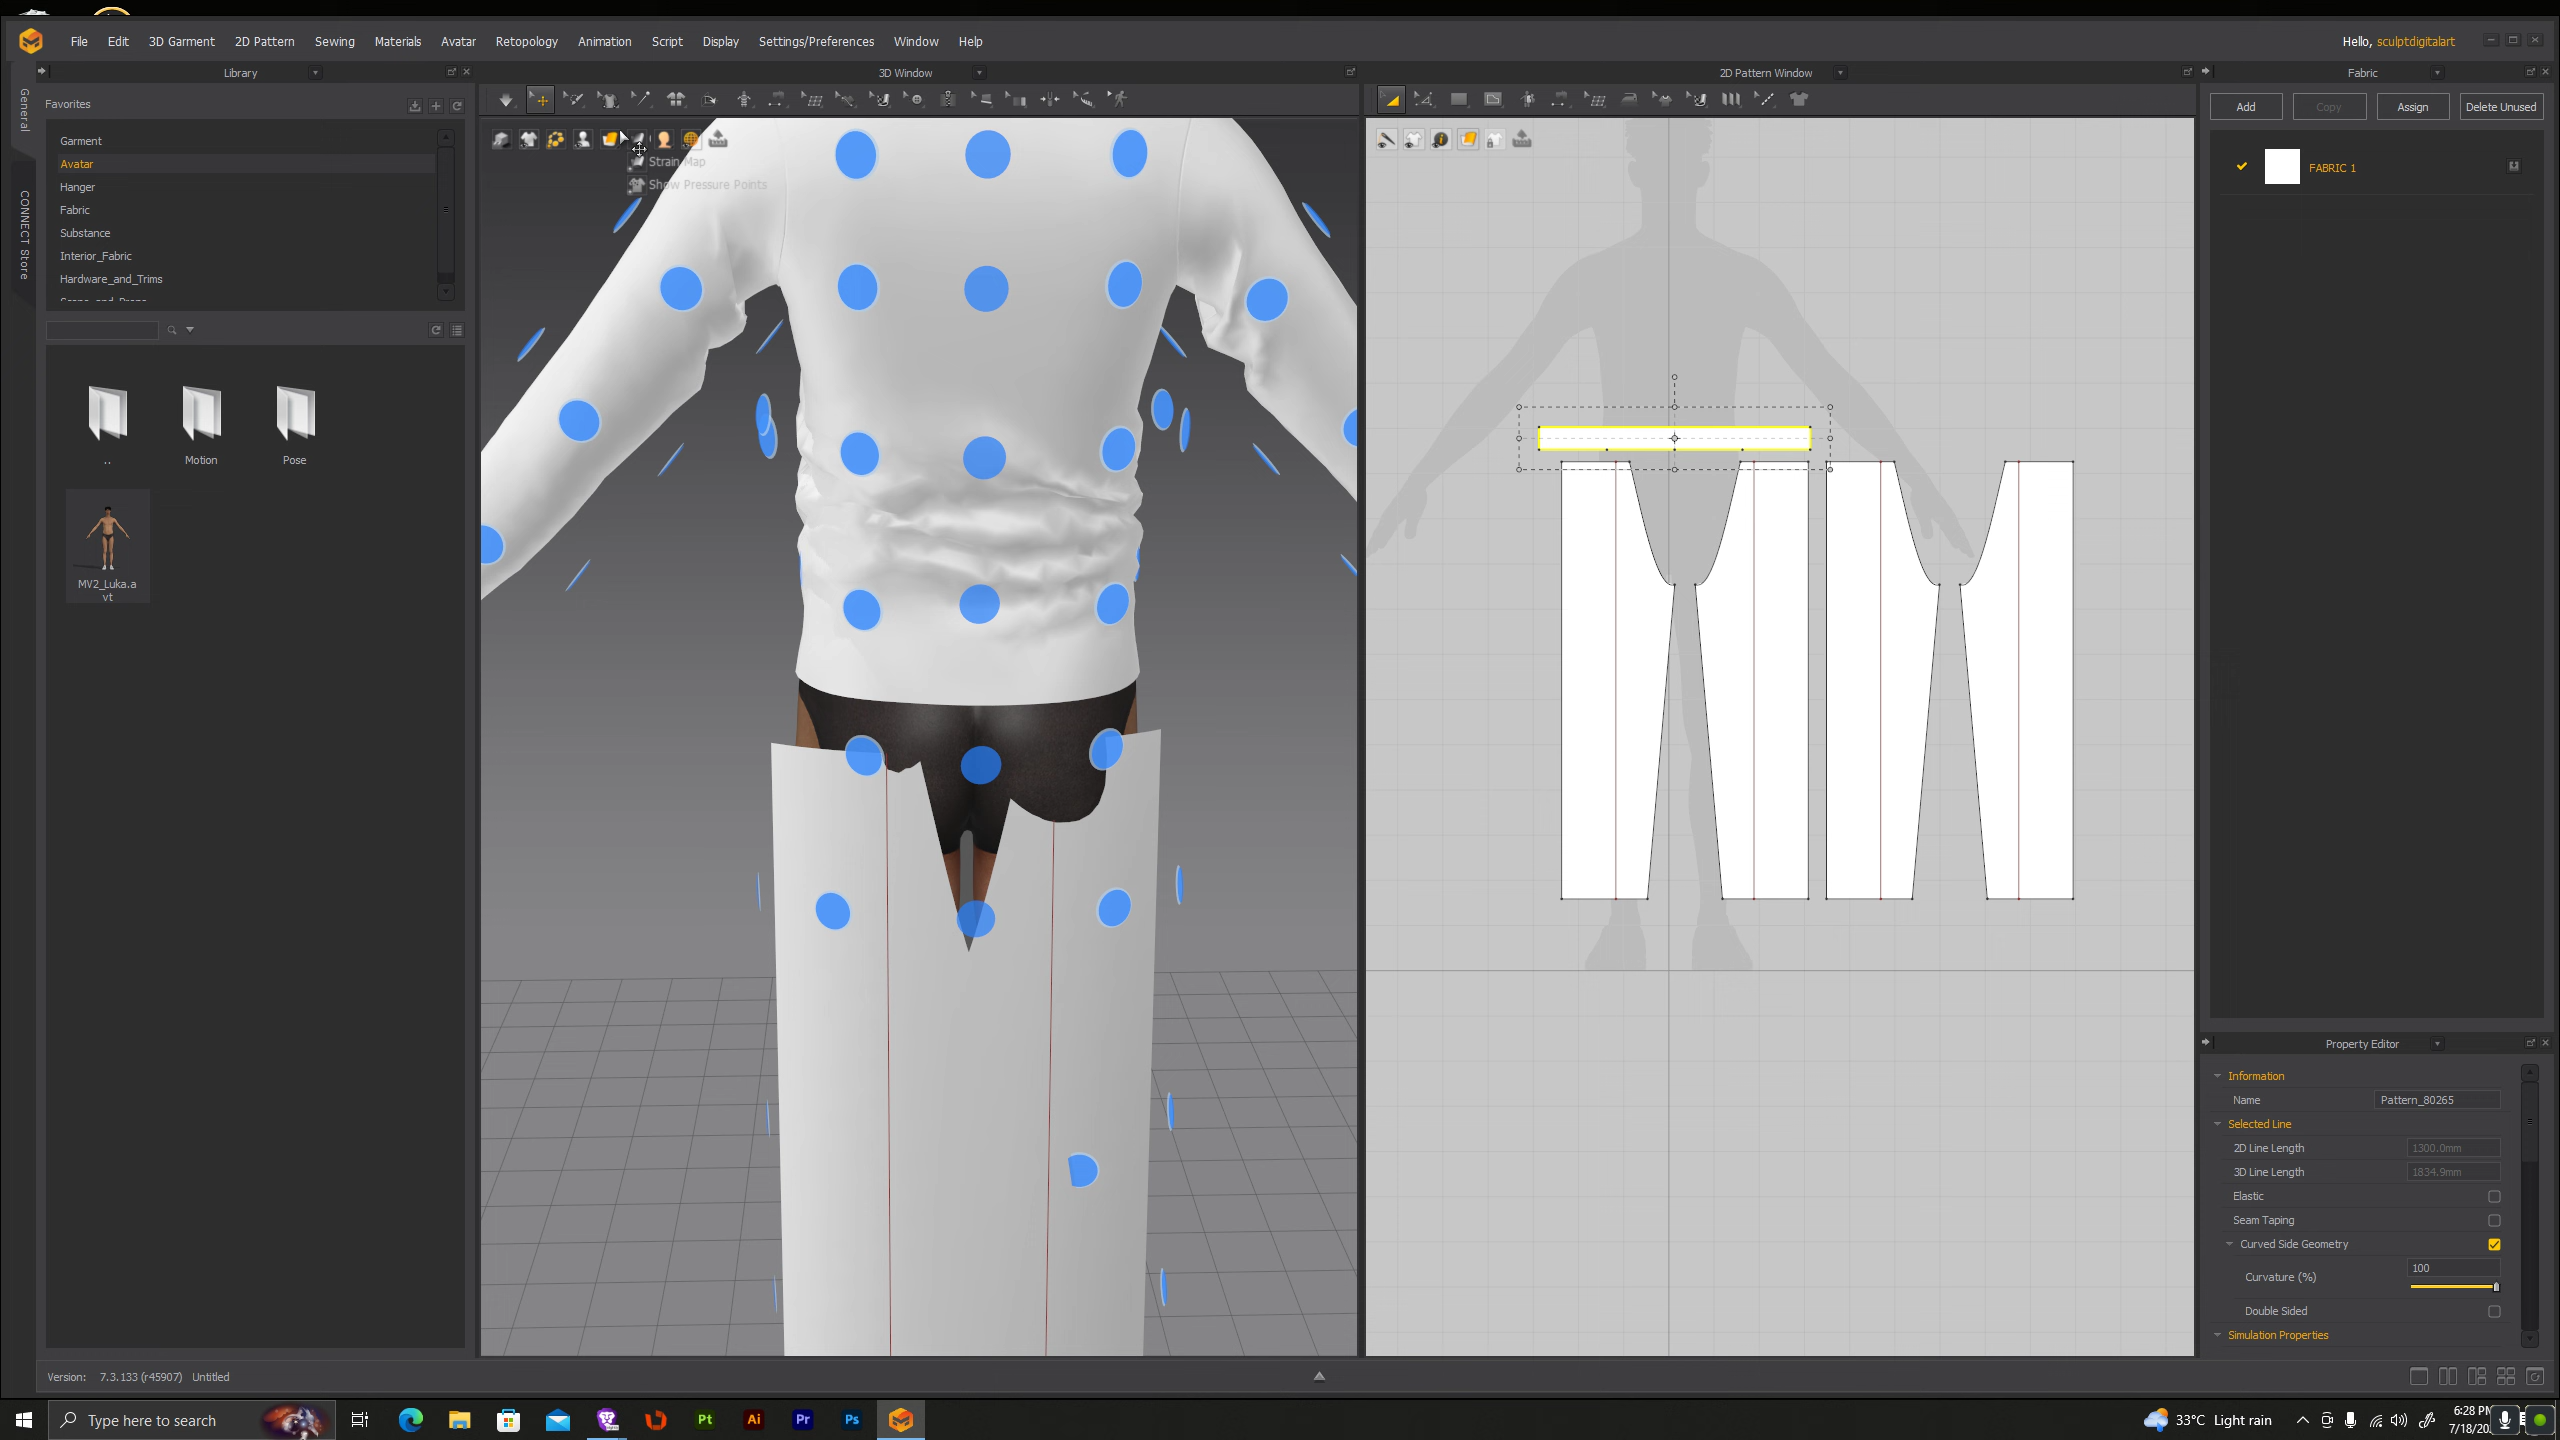 File Edit 3D Garment 2D Pattern Sewing Materials Avatar Retopology Animation Script Display Settings/Preferences Window Help
Hello, sculptdigitalart
Library
3D Window
2D Pattern Window
Fabric
General
CONNECT Store
Favorites
Garment
Avatar
Hanger
Fabric
Substance
Interior_Fabric
Hardware_and_Trims
..
Motion
Pose
MV2_Luka.a
vt
Strain Map
Show Pressure Points
Add Copy Assign Delete Unused
FABRIC 1
Property Editor
Information
Name Pattern_80265
Selected Line
2D Line Length 1300.0mm
3D Line Length 1834.9mm
Elastic
Seam Taping
Curved Side Geometry
100
Curvature (%)
Double Sided
Simulation Properties
Version: 7.3.133 (r45907) Untitled
Type here to search
Pt Ai Pr Ps
33°C Light rain
6:28
7/18/20